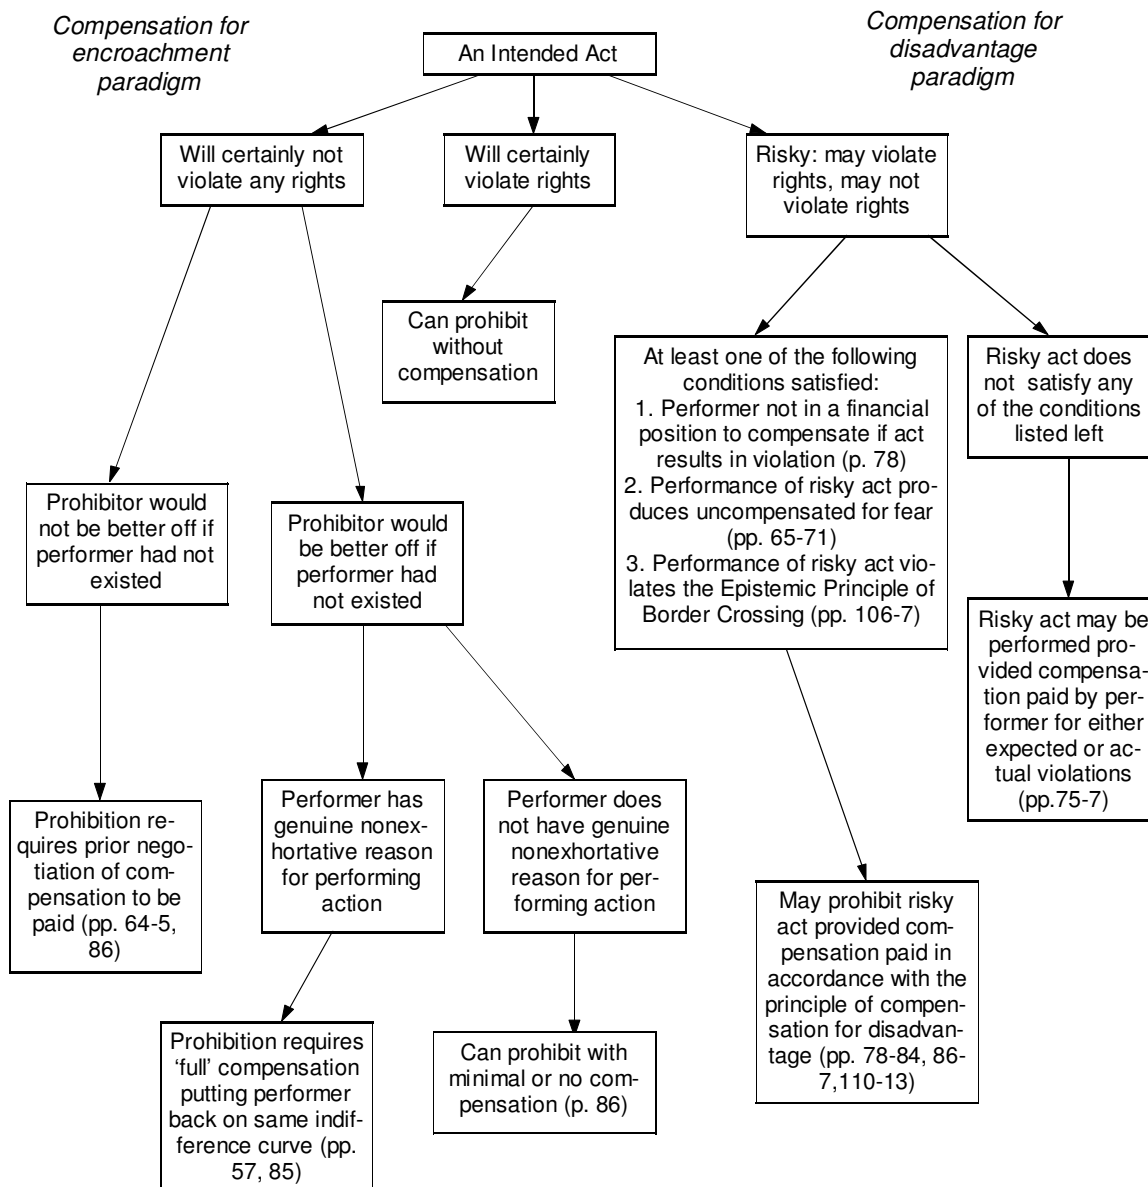 Compensation for
encroachment
paradigm
An Intended Act
Compensation for
disadvantage
paradigm
Will certainly not
violate any rights
Will certainly
violate rights
Risky: may violate
rights, may not
violate rights
Can prohibit
without
compensation
At least one of the following
conditions satisfied:
1. Performer not in a financial
position to compensate if act
results in violation (p. 78)
2. Performance of risky act pro-
duces uncompensated for fear
(pp. 65-71)
3. Performance of risky act vio-
lates the Epistemic Principle of
Border Crossing (pp. 106-7)
Risky act does
not satisfy any
of the conditions
listed left
Prohibitor would
not be better off if
performer had not
existed
Prohibitor would
be better off if
performer had
not existed
Risky act may be
performed pro-
vided compensa-
tion paid by per-
former for either
expected or ac-
tual violations
(pp.75-7)
Prohibition re-
quires prior nego-
tiation of com-
pensation to be
paid (pp. 64-5,
86)
Performer has
genuine nonex-
hortative reason
for performing
action
Performer does
not have genuine
nonexhortative
reason for per-
forming action
May prohibit risky
act provided com-
pensation paid in
accordance with the
principle of compen-
sation for disadvan-
tage (pp. 78-84, 86-
7,110-13)
Prohibition requires
‘full’ compensation
putting performer
back on same indif-
ference curve (pp.
57, 85)
Can prohibit with
minimal or no com-
pensation (p. 86)